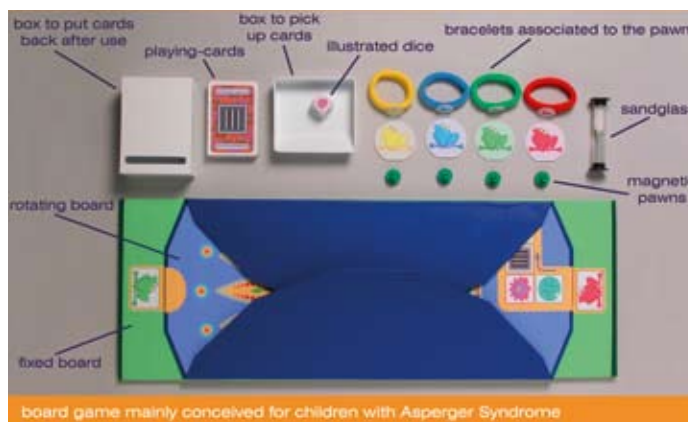 box to put cards
back after use
playing-cards
box to pick
up cards
illustrated dice
bracelets associated to the pawn
sandglass
magnetic
pawns
rotating board
fixed board
board game mainly conceived for children with Asperger Syndrome